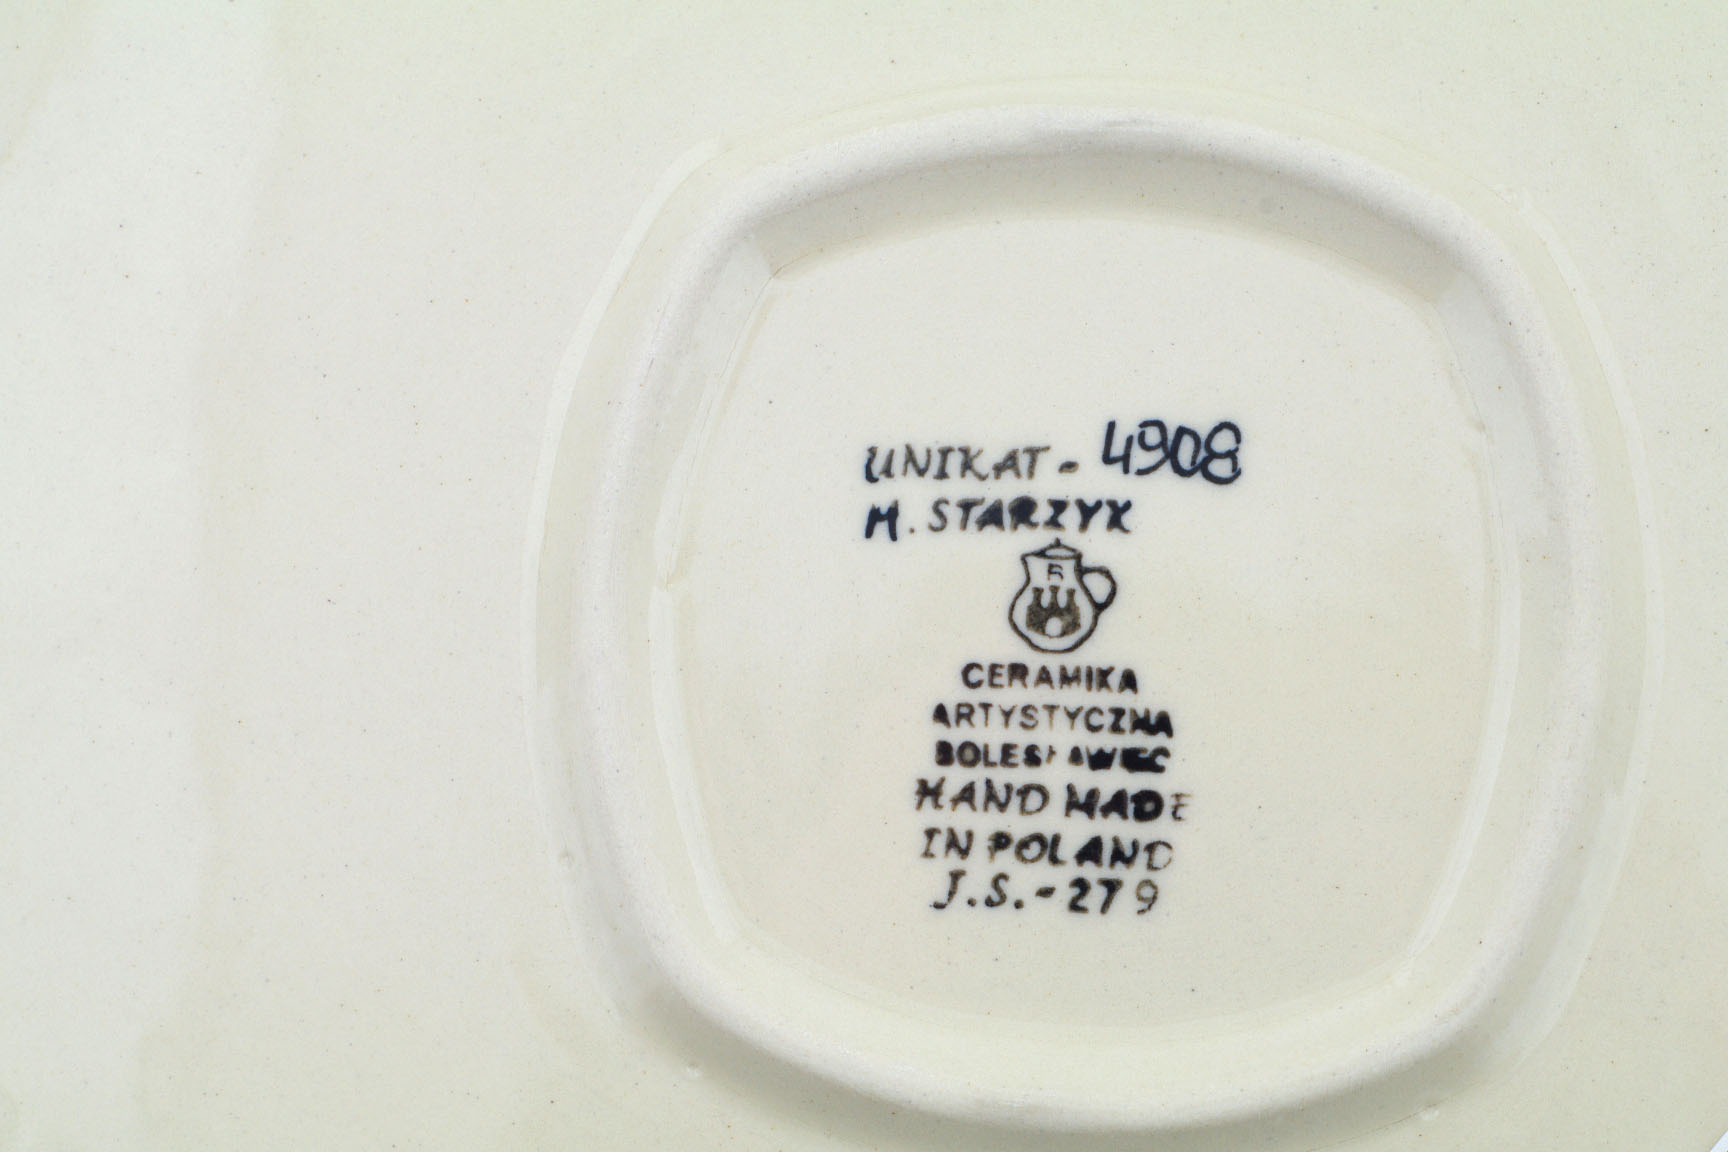 UNIKAT - 4908
M. STARZYK
B
CERAMIKA
ARTYSTYCZNA
BOLESŁAWIEC
HAND MADE
IN POLAND
J.S. - 279